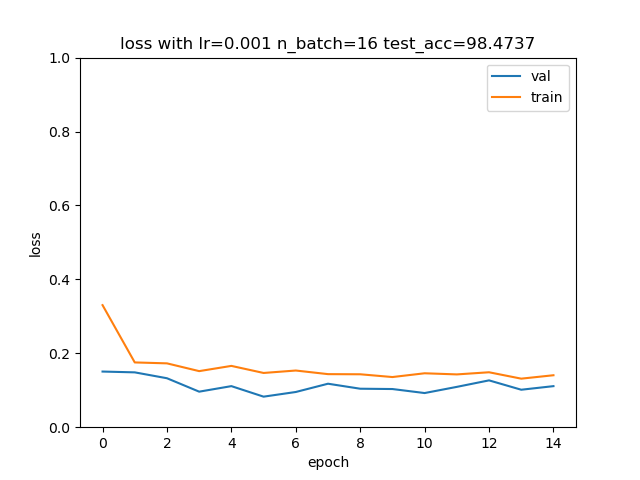 loss with lr=0.001 n_batch=16 test_acc=98.4737
val
train
1.0
0.8
0.6
0.4
0.2
0.0
loss
0 2 4 6 8 10 12 14
epoch